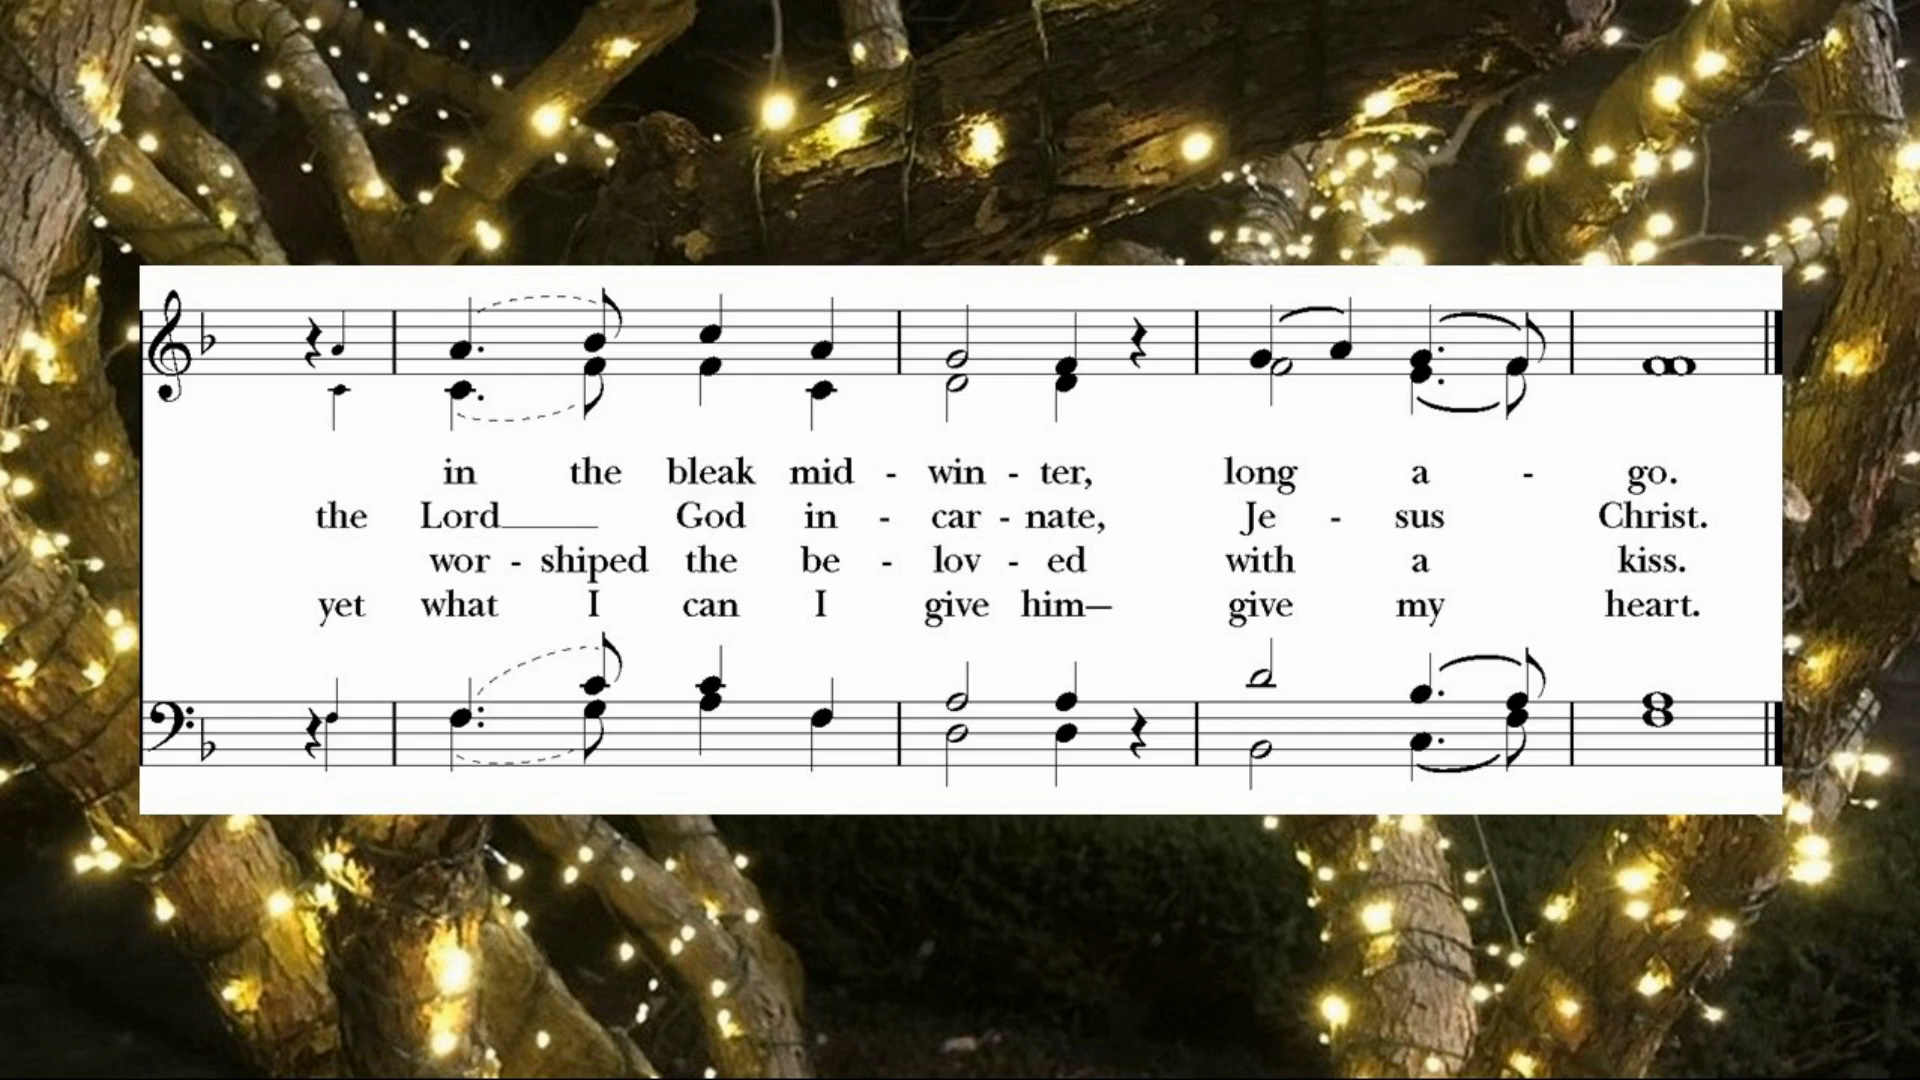 in the bleak mid - win - ter, long a - go.
the Lord___ God in - car - nate, Je - sus Christ.
wor - shiped the be - lov - ed with a kiss.
yet what I can I give him— give my heart.